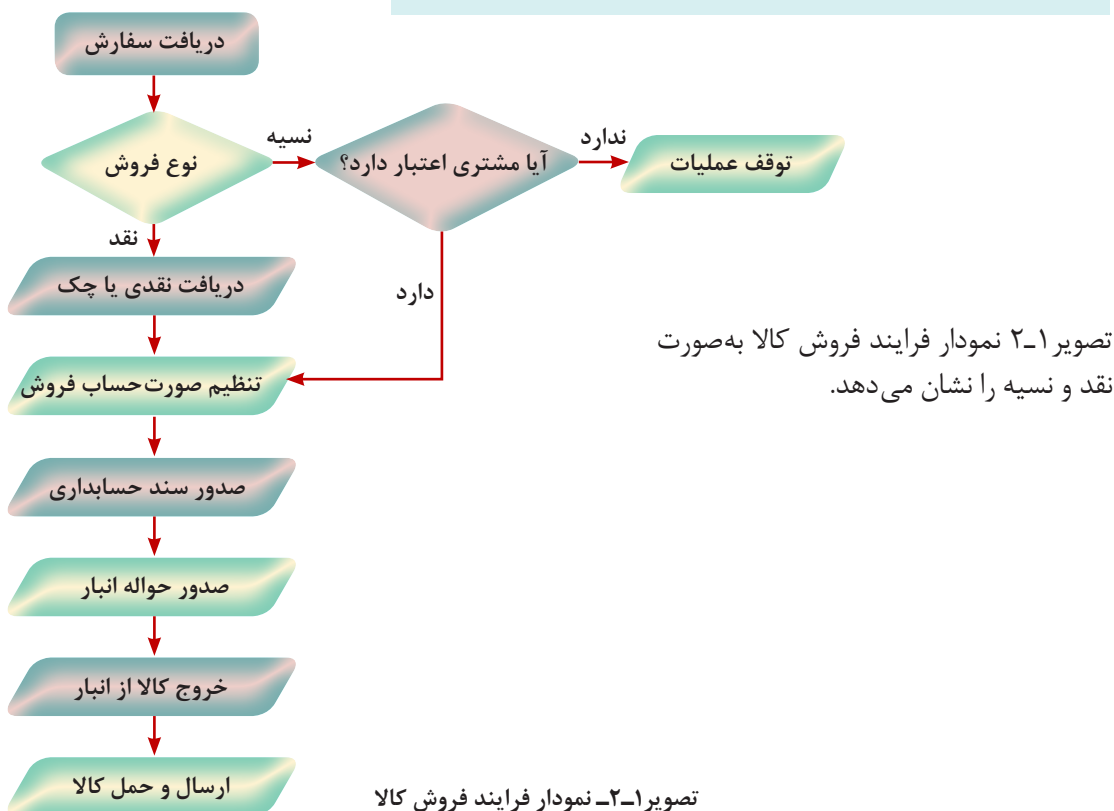 دریافت سفارش
نوع فروش
نسیه
آیا مشتری اعتبار دارد؟
ندارد
توقف عملیات
نقد
دارد
دریافت نقدی یا چک
تنظیم صورت‌حساب فروش
صدور سند حسابداری
صدور حواله انبار
خروج کالا از انبار
ارسال و حمل کالا
تصویر۱ـ۲ نمودار فرایند فروش کالا به‌صورت
نقد و نسیه را نشان می‌دهد.
تصویر۱ـ۲ـ نمودار فرایند فروش کالا